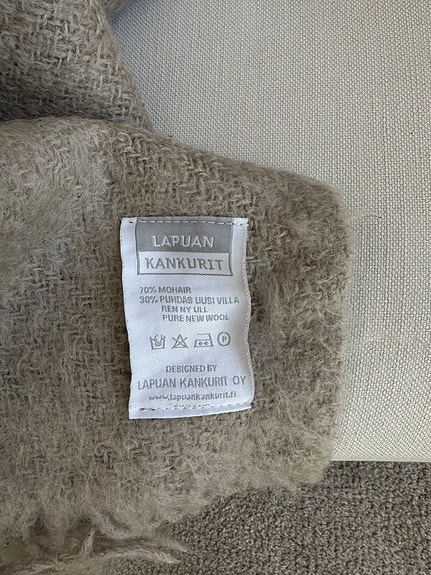 LAPUAN
KANKURIT
70% MOHAIR
30% PUHDAS UUSI VILLA
REN NY ULL
PURE NEW WOOL
P
DESIGNED BY
LAPUAN KANKURIT OY
www.lapuankankurit.fi